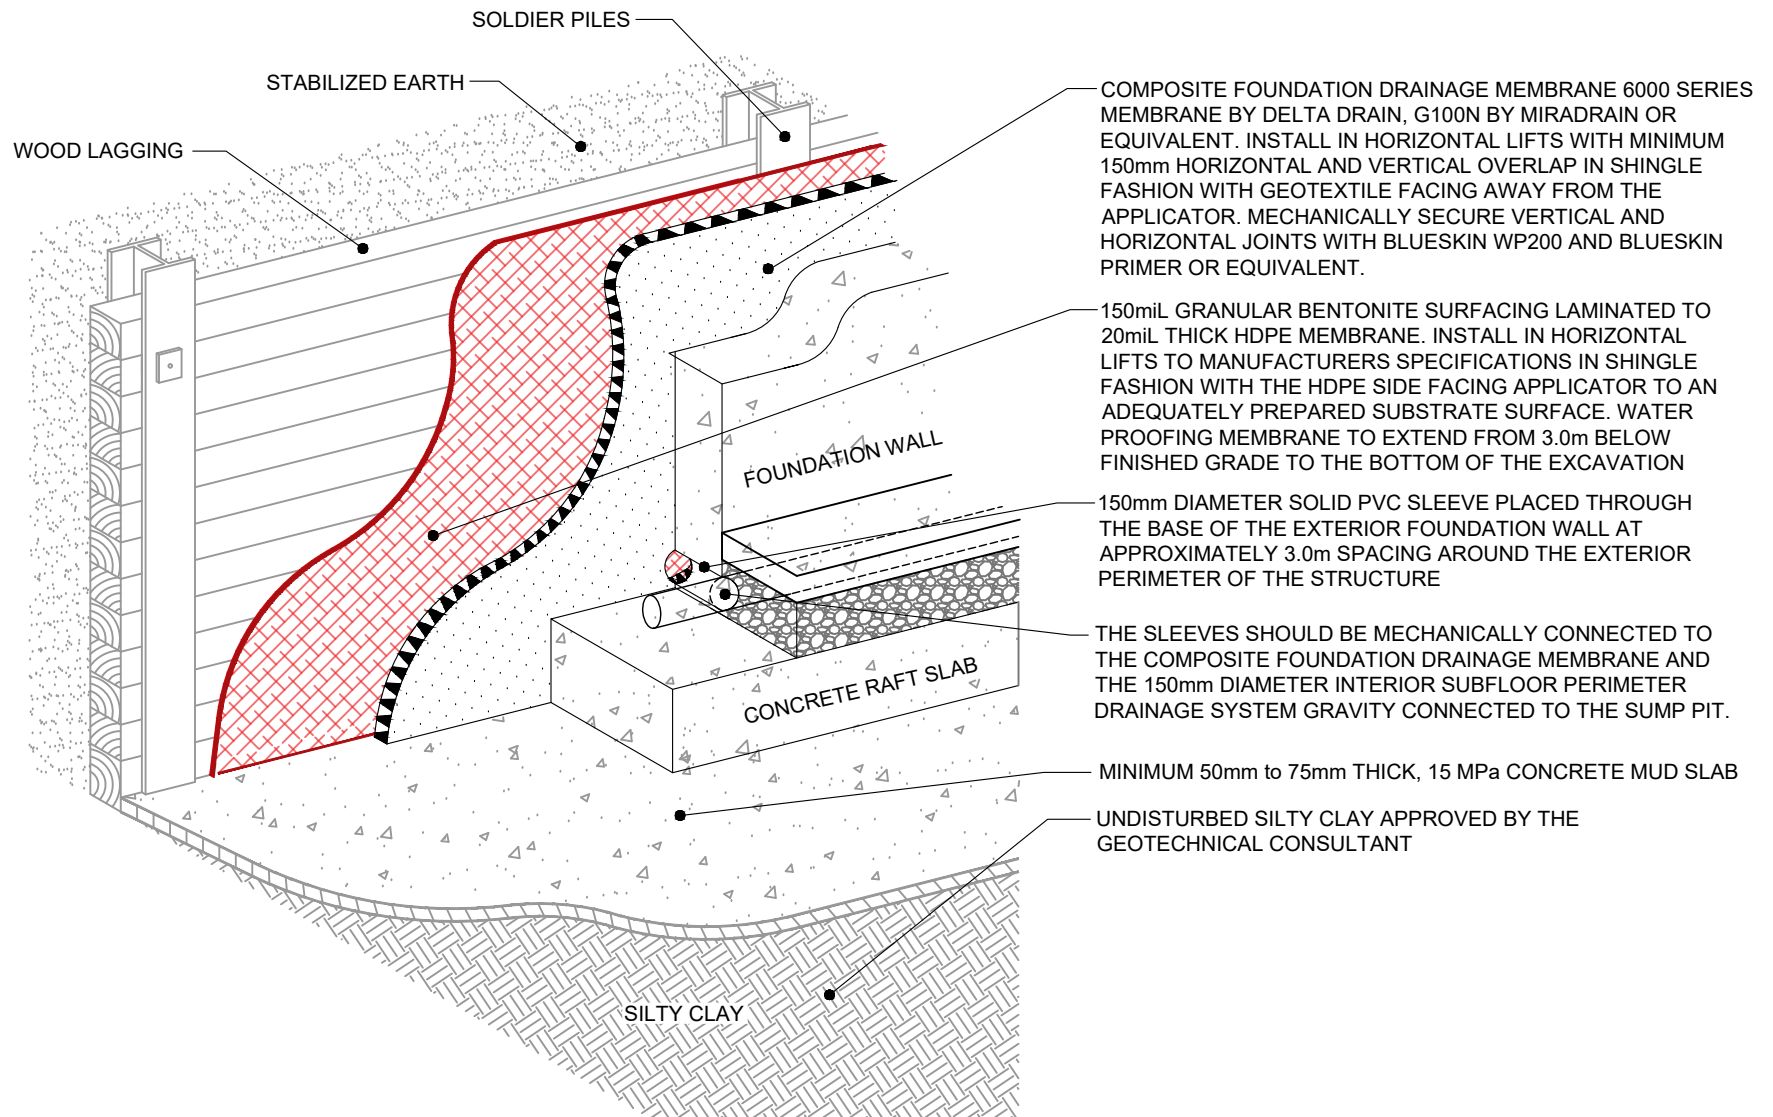 SOLDIER PILES
STABILIZED EARTH
WOOD LAGGING
COMPOSITE FOUNDATION DRAINAGE MEMBRANE 6000 SERIES
MEMBRANE BY DELTA DRAIN, G100N BY MIRADRAIN OR
EQUIVALENT. INSTALL IN HORIZONTAL LIFTS WITH MINIMUM
150mm HORIZONTAL AND VERTICAL OVERLAP IN SHINGLE
FASHION WITH GEOTEXTILE FACING AWAY FROM THE
APPLICATOR. MECHANICALLY SECURE VERTICAL AND
HORIZONTAL JOINTS WITH BLUESKIN WP200 AND BLUESKIN
PRIMER OR EQUIVALENT.
150miL GRANULAR BENTONITE SURFACING LAMINATED TO
20miL THICK HDPE MEMBRANE. INSTALL IN HORIZONTAL
LIFTS TO MANUFACTURERS SPECIFICATIONS IN SHINGLE
FASHION WITH THE HDPE SIDE FACING APPLICATOR TO AN
ADEQUATELY PREPARED SUBSTRATE SURFACE. WATER
PROOFING MEMBRANE TO EXTEND FROM 3.0m BELOW
FINISHED GRADE TO THE BOTTOM OF THE EXCAVATION
FOUNDATION WALL
150mm DIAMETER SOLID PVC SLEEVE PLACED THROUGH
THE BASE OF THE EXTERIOR FOUNDATION WALL AT
APPROXIMATELY 3.0m SPACING AROUND THE EXTERIOR
PERIMETER OF THE STRUCTURE
THE SLEEVES SHOULD BE MECHANICALLY CONNECTED TO
THE COMPOSITE FOUNDATION DRAINAGE MEMBRANE AND
THE 150mm DIAMETER INTERIOR SUBFLOOR PERIMETER
DRAINAGE SYSTEM GRAVITY CONNECTED TO THE SUMP PIT.
CONCRETE RAFT SLAB
MINIMUM 50mm to 75mm THICK, 15 MPa CONCRETE MUD SLAB
UNDISTURBED SILTY CLAY APPROVED BY THE
GEOTECHNICAL CONSULTANT
SILTY CLAY